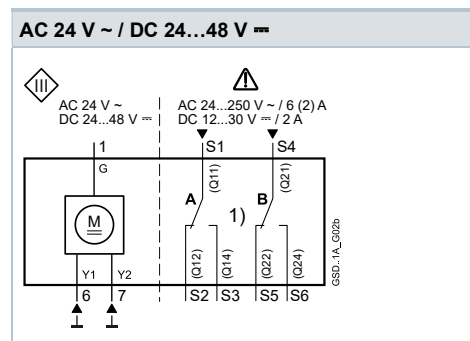 AC 24 V ~ / DC 24...48 V ⎓
III
AC 24 V ~
DC 24...48 V ⎓
AC 24...250 V ~ / 6 (2) A
DC 12...30 V ⎓ / 2 A
1
S1
S4
G
(Q11)
(Q21)
A
B
1)
M
(Q12)
(Q14)
(Q22)
(Q24)
Y1
Y2
6
7
S2
S3
S5
S6
GSD..1A_G02b